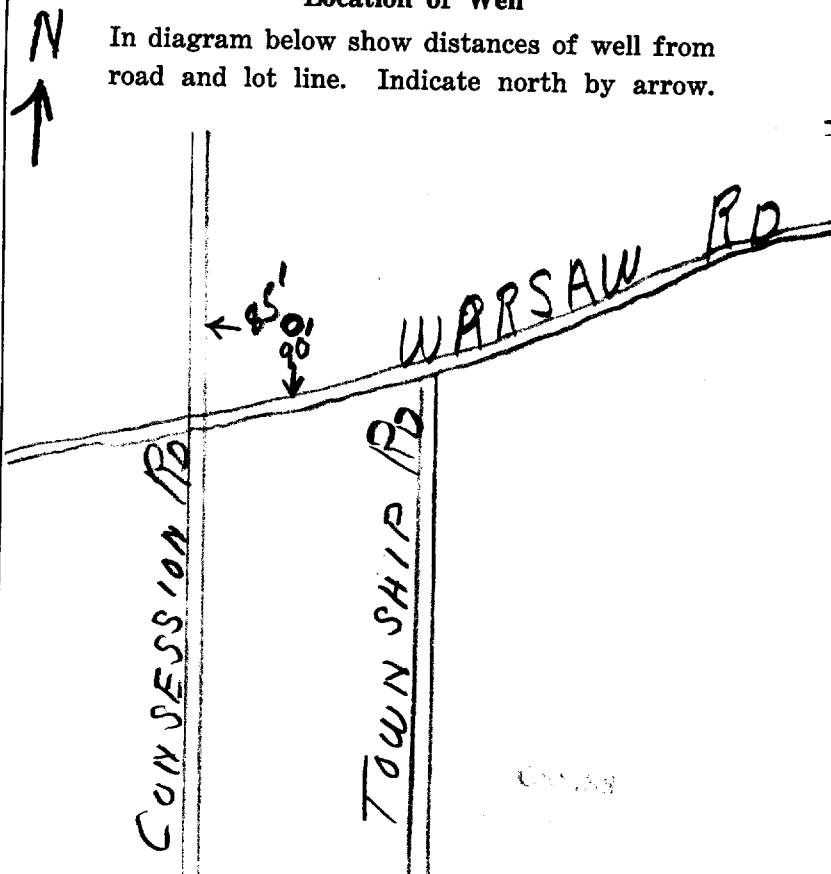 Location of Well
N
In diagram below show distances of well from
road and lot line. Indicate north by arrow.
WARSAW RD
85'
90'
CONSESSION RD
TOWNSHIP RD